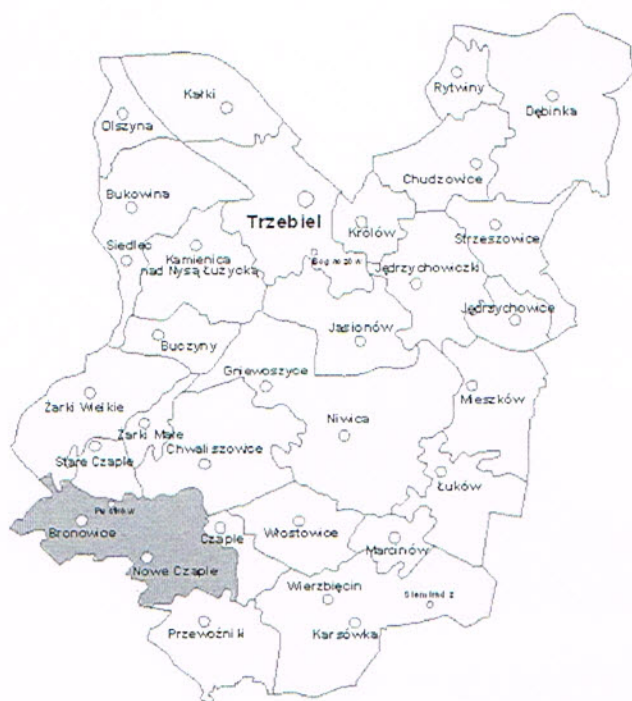 Rytwiny
Kałki
Dębinka
Olszyna
Chudzowice
Bukowina
Trzebiel
Królów
Strzeszowice
Siedlec
Kamienica
nad Nysą Łużycką
Jędrzychowiczki
Jędrzychowice
Buczyny
Jasionów
Gniewoszyce
Mieszków
Żarki Wielkie
Żarki Małe
Niwica
Stare Czaple
Chwaliszowice
Łuków
Bronowice
Czaple
Włostowice
Marcinów
Nowe Czaple
Wierzbięcin
Przewoźniki
Karsówka